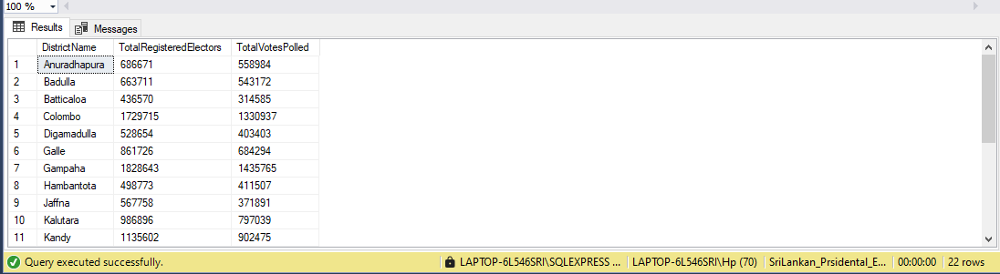 100 %
Results Messages
DistrictName TotalRegisteredElectors TotalVotesPolled
1 Anuradhapura 686671 558984
2 Badulla 663711 543172
3 Batticaloa 436570 314585
4 Colombo 1729715 1330937
5 Digamadulla 528654 403403
6 Galle 861726 684294
7 Gampaha 1828643 1435765
8 Hambantota 498773 411507
9 Jaffna 567758 371891
10 Kalutara 986896 797039
11 Kandy 1135602 902475
Query executed successfully. LAPTOP-6L546SRI\SQLEXPRESS ... LAPTOP-6L546SRI\Hp (70) SriLankan_Prsidental_E... 00:00:00 22 rows